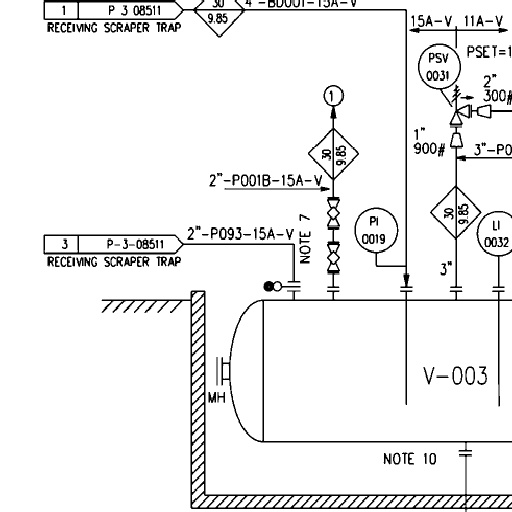 1 P 3 08511
30
9.85
4"-BD001-15A-V
RECEIVING SCRAPER TRAP
15A-V 11A-V
PSV
0031
PSET=1
2"
300#
1
1"
900#
3"-P0
30
9.85
2"-P001B-15A-V
30
9.85
PI
0019
LI
0032
NOTE 7
3 P-3-08511
2"-P093-15A-V
RECEIVING SCRAPER TRAP
3"
V-003
MH
NOTE 10